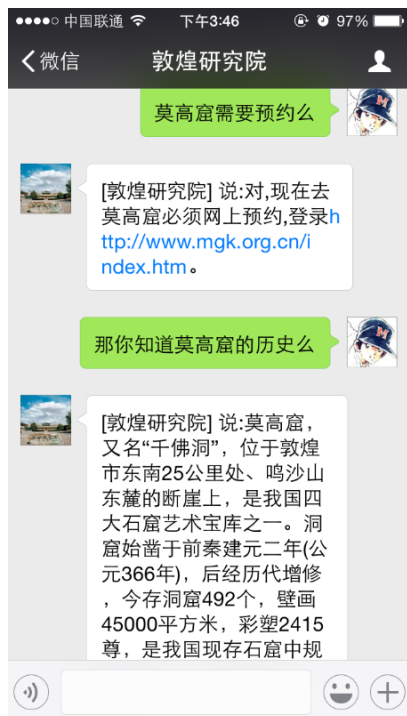 中国联通 下午3:46 97%
微信 敦煌研究院
莫高窟需要预约么
[敦煌研究院] 说:对,现在去
莫高窟必须网上预约,登录h
ttp://www.mgk.org.cn/i
ndex.htm。
那你知道莫高窟的历史么
[敦煌研究院] 说:莫高窟，
又名“千佛洞”，位于敦煌
市东南25公里处、鸣沙山
东麓的断崖上，是我国四
大石窟艺术宝库之一。洞
窟始凿于前秦建元二年(公
元366年)，后经历代增修
，今存洞窟492个，壁画
45000平方米，彩塑2415
尊，是我国现存石窟中规